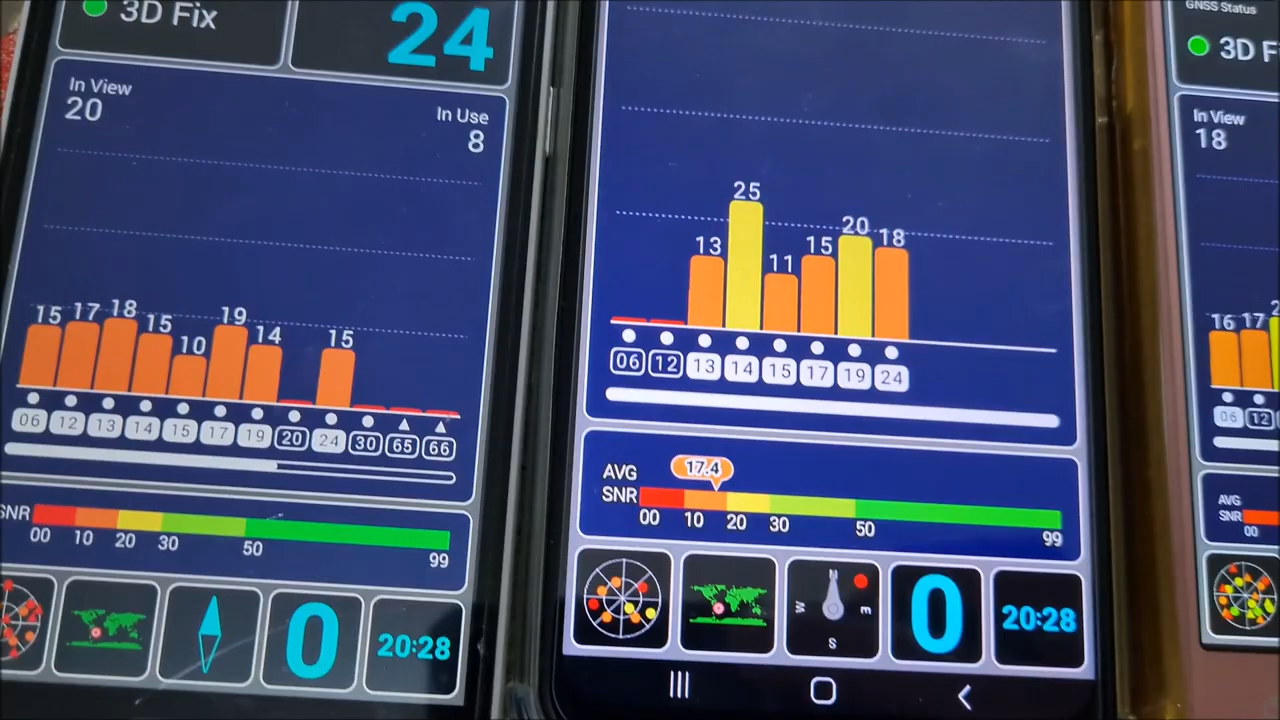 3D Fix
24
In View
20
In Use
8
15 17 18 15 10 19 14 15
06 12 13 14 15 17 19 20 24 30 65 66
SNR
00 10 20 30 50 99
0
20:28
13 25 11 15 20 18
06 12 13 14 15 17 19 24
AVG
SNR
17.4
00 10 20 30 50 99
N
W E
S
0
20:28
GNSS Status
3D F
In View
18
16 17 2
06 12
AVG
SNR
00